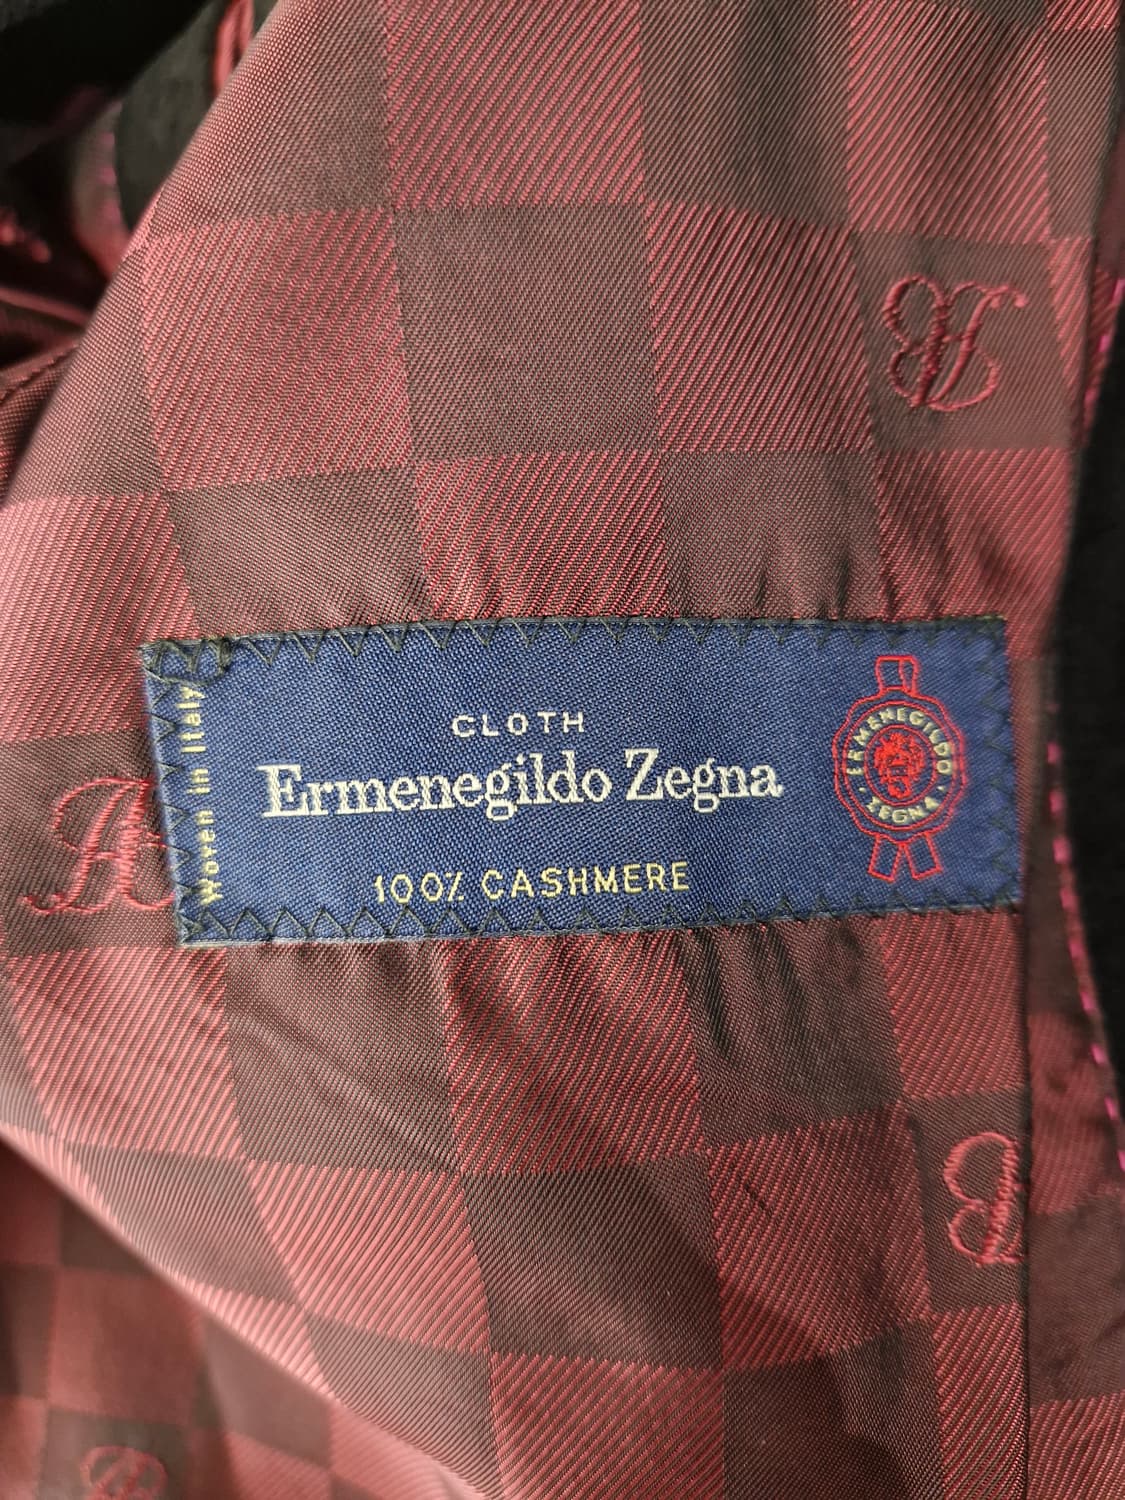 Woven in Italy
CLOTH
Ermenegildo Zegna
100% CASHMERE
ERMENEGILDO
· ZEGNA ·